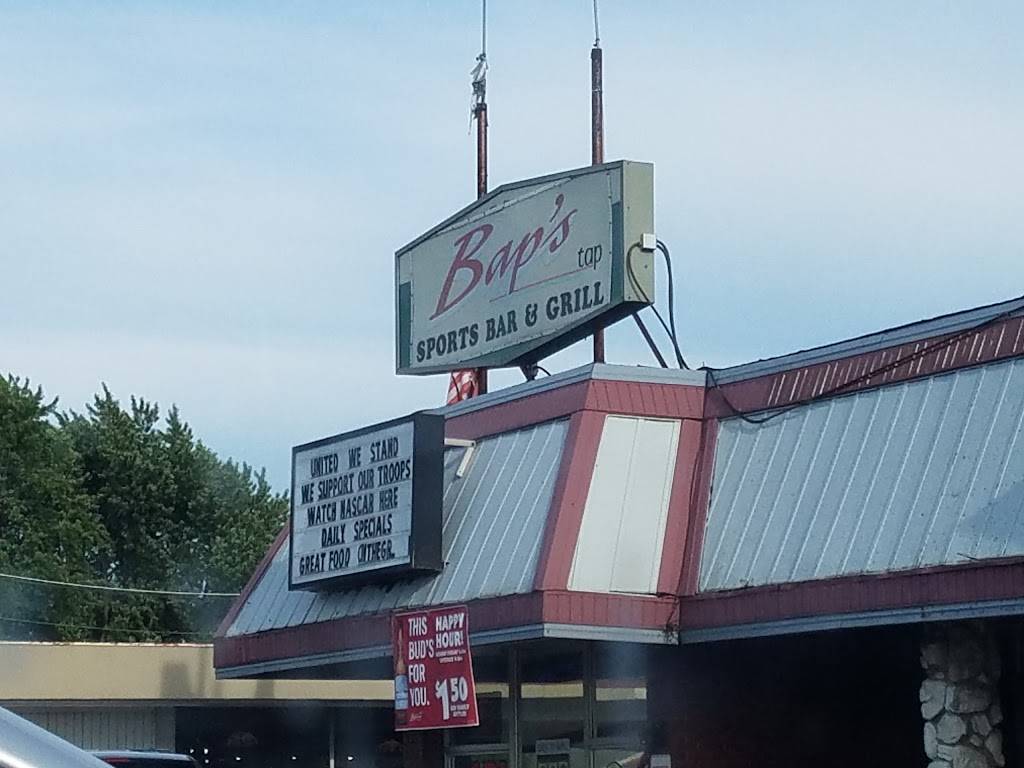 Bap's
tap
SPORTS BAR & GRILL
UNITED WE STAND
WE SUPPORT OUR TROOPS
WATCH NASCAR HERE
DAILY SPECIALS
GREAT FOOD
THIS
BUD'S
FOR
YOU.
HAPPY
HOUR!
$1.50